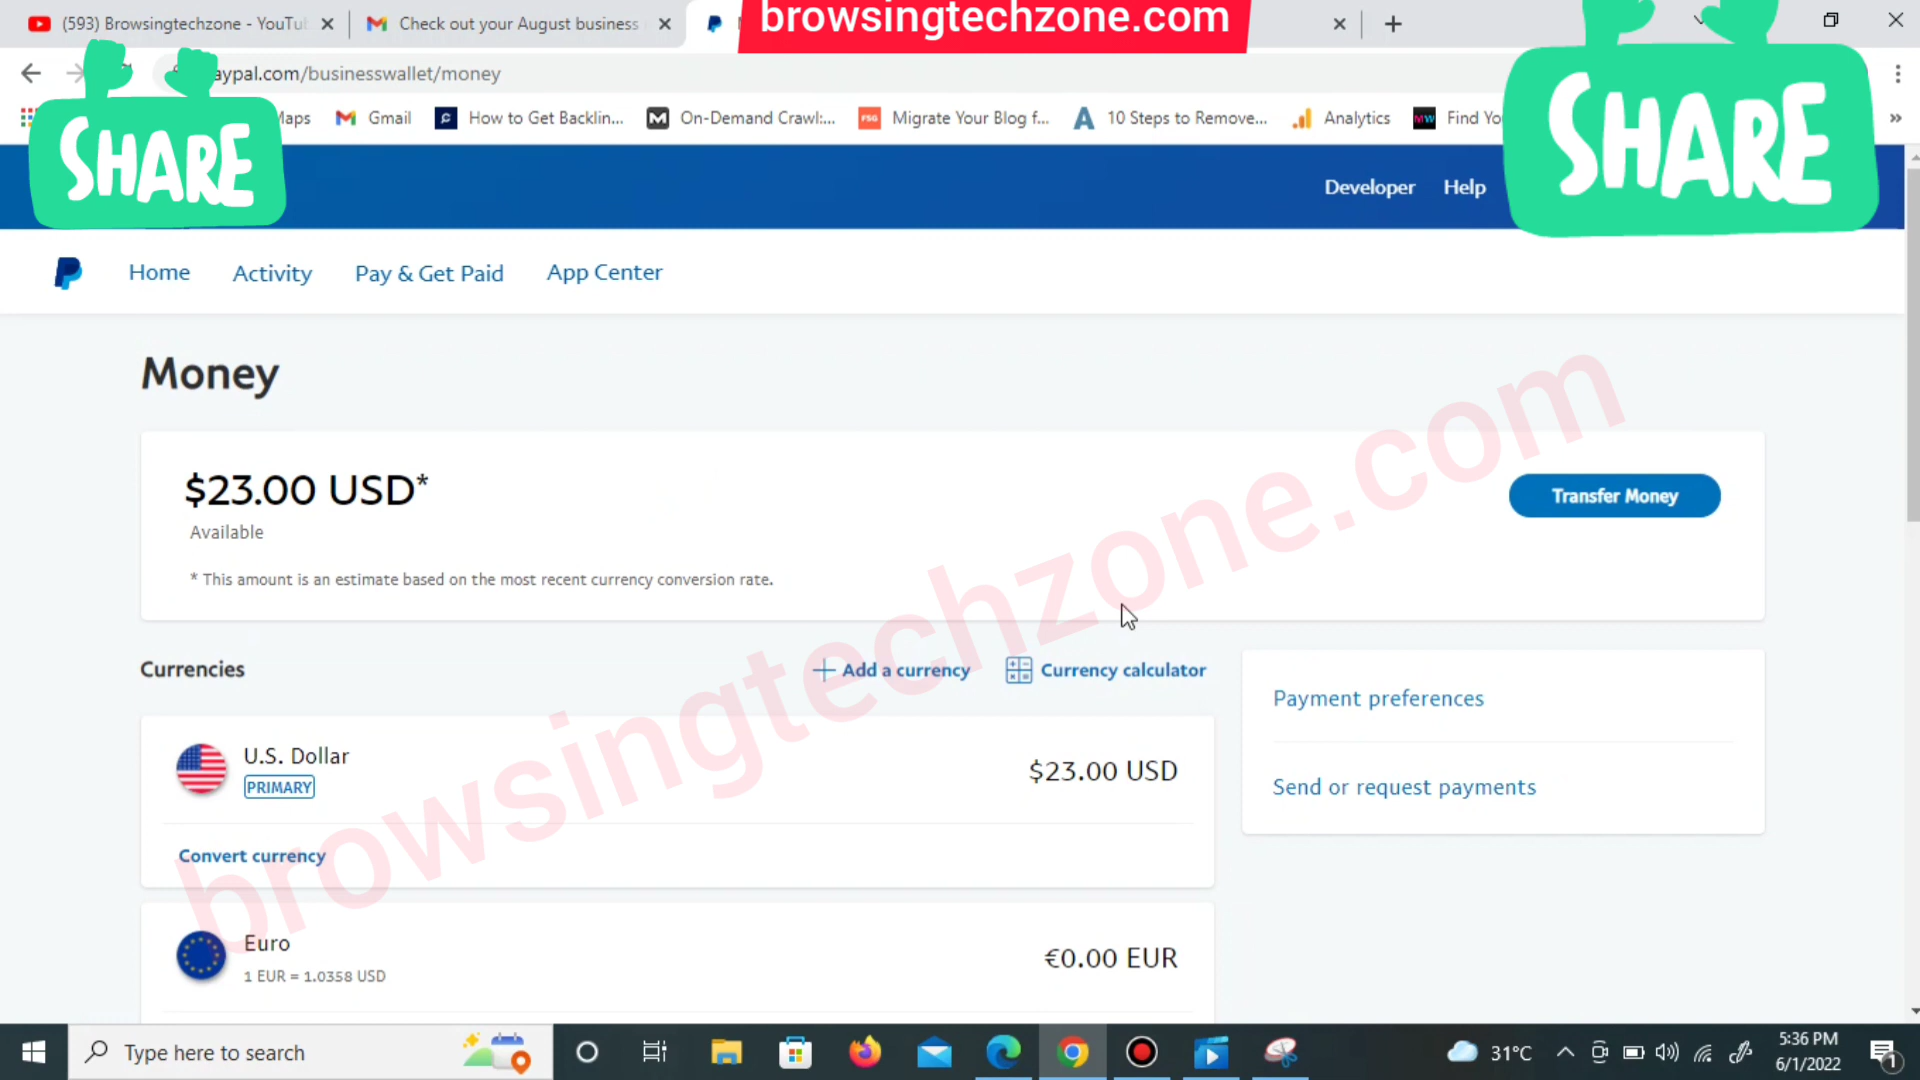 (593) Browsingtechzone - YouTu
Check out your August business
browsingtechzone.com
aypal.com/businesswallet/money
Maps
Gmail
How to Get Backlin...
On-Demand Crawl:...
FSG
Migrate Your Blog f...
10 Steps to Remove...
Analytics
MW
Find Yo
»
SHARE
SHARE
Developer
Help
Home
Activity
Pay & Get Paid
App Center
Money
$23.00 USD*
Available
Transfer Money
* This amount is an estimate based on the most recent currency conversion rate.
browsingtechzone.com
Currencies
Add a currency
Currency calculator
Payment preferences
Send or request payments
U.S. Dollar
PRIMARY
$23.00 USD
Convert currency
Euro
1 EUR = 1.0358 USD
€0.00 EUR
Type here to search
31°C
5:36 PM
6/1/2022
1